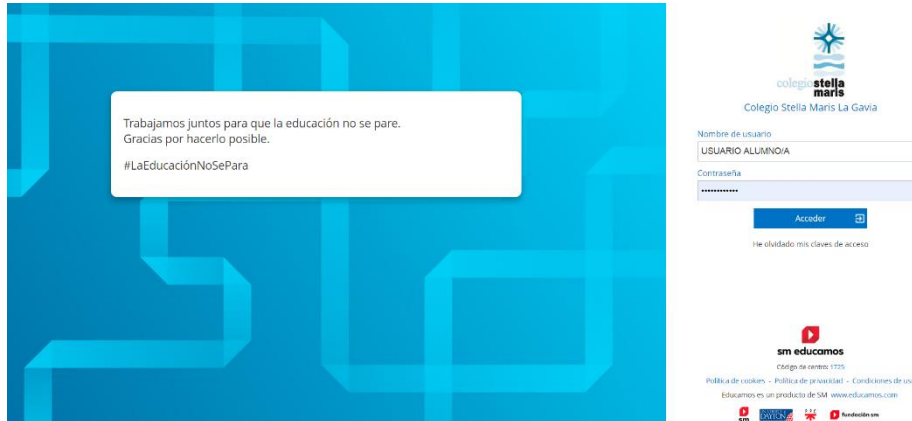 Trabajamos juntos para que la educación no se pare.
Gracias por hacerlo posible.
#LaEducaciónNoSePara
colegio stella
maris
Colegio Stella Maris La Gavia
Nombre de usuario
USUARIO ALUMNO/A
Contraseña
••••••••••••
Acceder
He olvidado mis claves de acceso
sm educamos
Código de centro: 1725
Política de cookies - Política de privacidad - Condiciones de uso
Educamos es un producto de SM www.educamos.com
sm
DAYTON
fundación sm